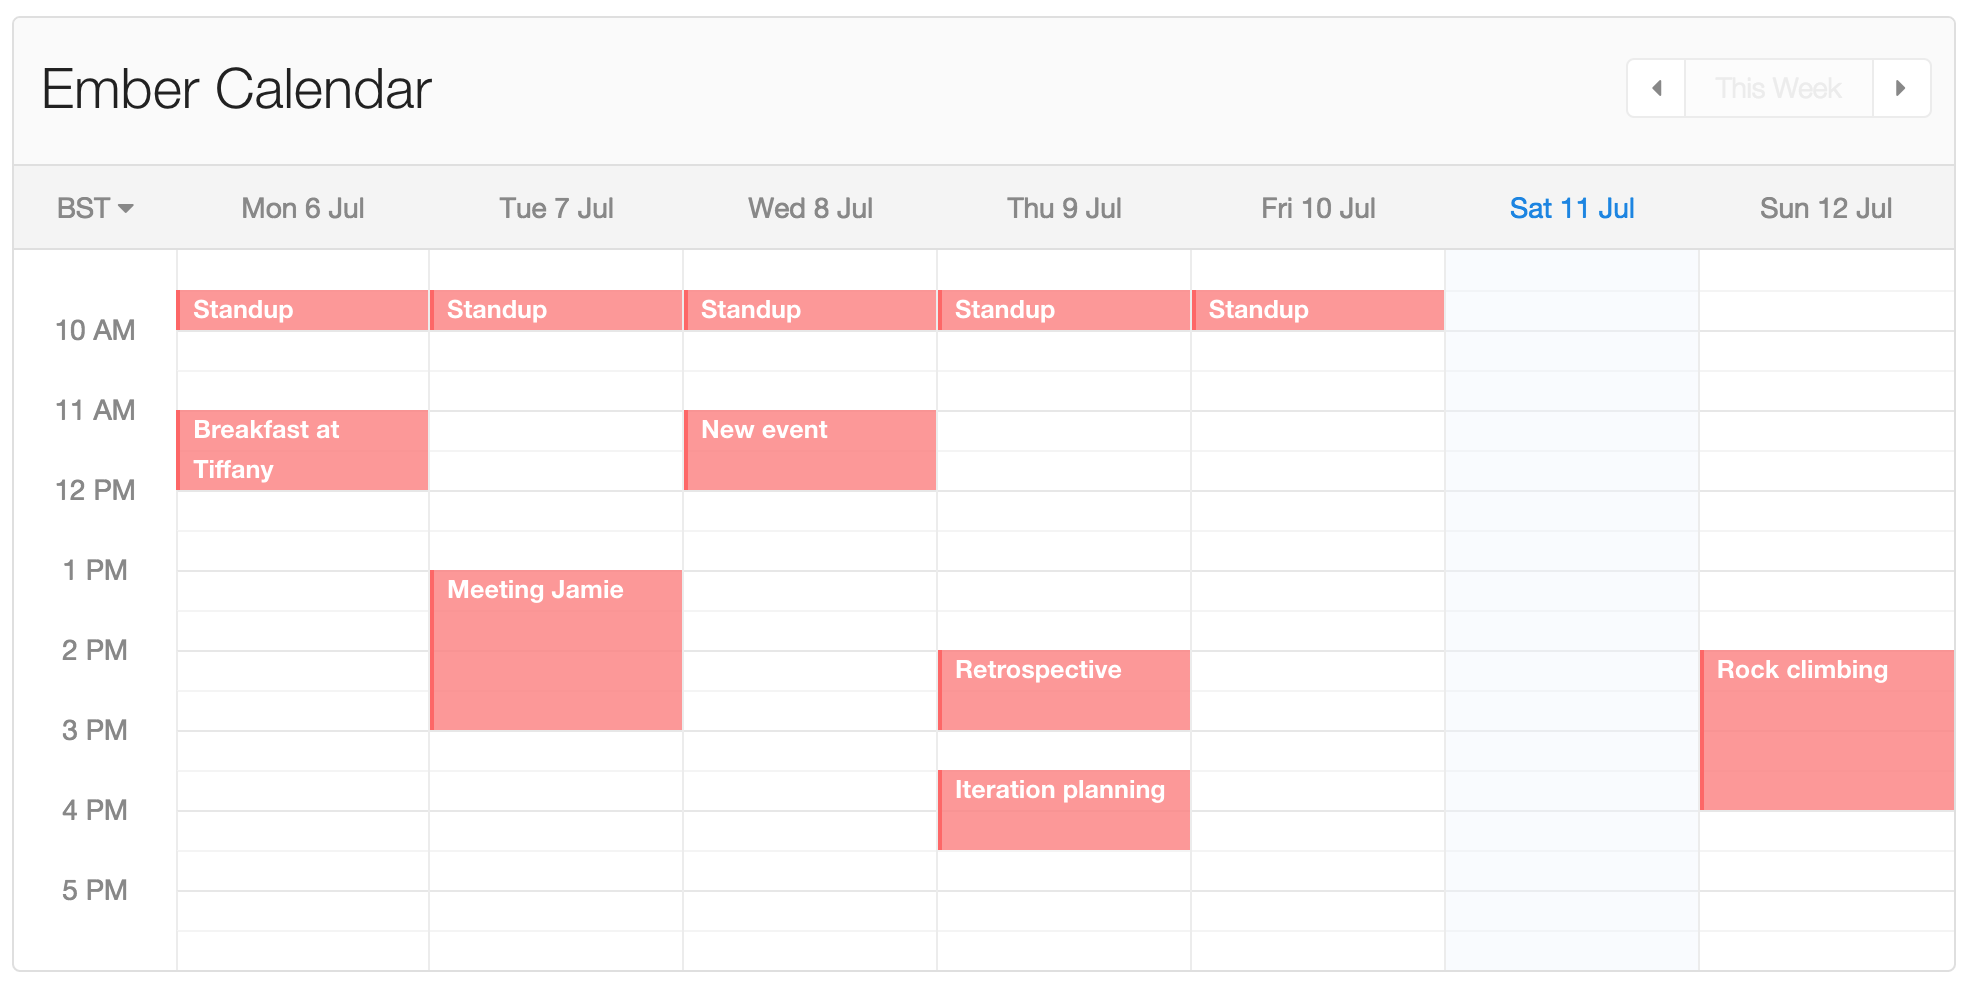 Ember Calendar
This Week
BST
Mon 6 Jul
Tue 7 Jul
Wed 8 Jul
Thu 9 Jul
Fri 10 Jul
Sat 11 Jul
Sun 12 Jul
Standup
Standup
Standup
Standup
Standup
10 AM
11 AM
Breakfast at
Tiffany
New event
12 PM
1 PM
Meeting Jamie
2 PM
Retrospective
Rock climbing
3 PM
Iteration planning
4 PM
5 PM